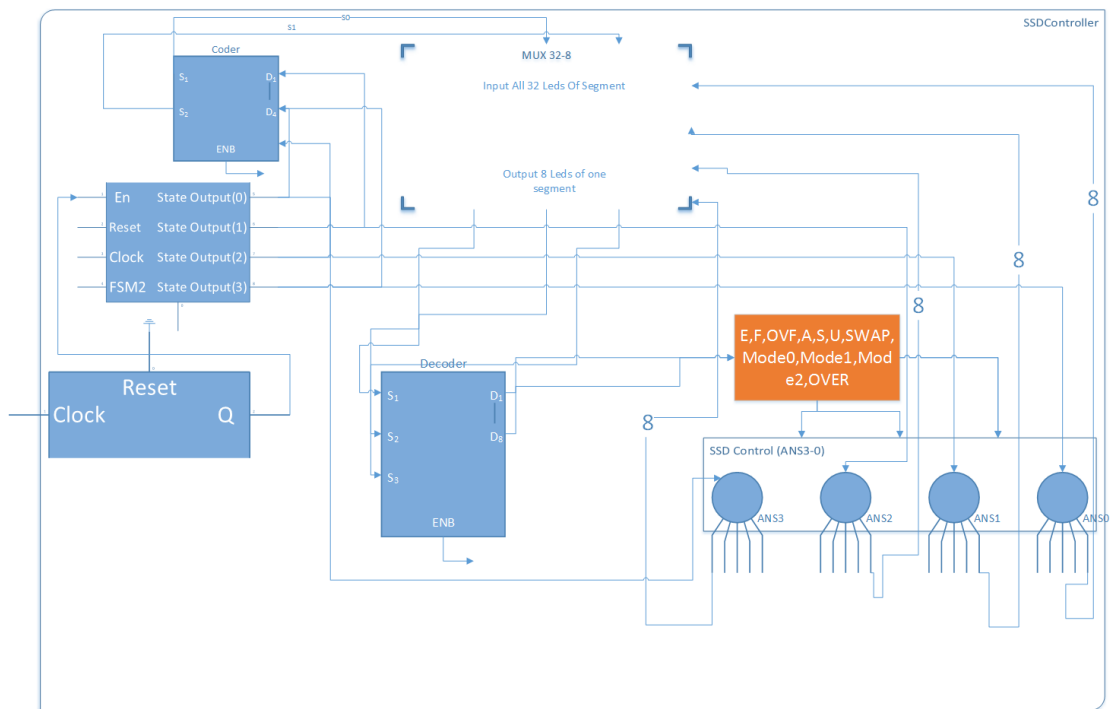 SSDController
S0
S1
Coder
S1
D1
S2
D4
ENB
MUX 32-8
Input All 32 Leds Of Segment
Output 8 Leds of one
segment
En
State Output(0)
Reset
State Output(1)
Clock
State Output(2)
FSM2
State Output(3)
8
8
8
8
Reset
Clock
Q
Decoder
S1
D1
S2
D8
S3
ENB
E,F,OVF,A,S,U,SWAP,
Mode0,Mode1,Mod
e2,OVER
SSD Control (ANS3-0)
ANS3
ANS2
ANS1
ANS0